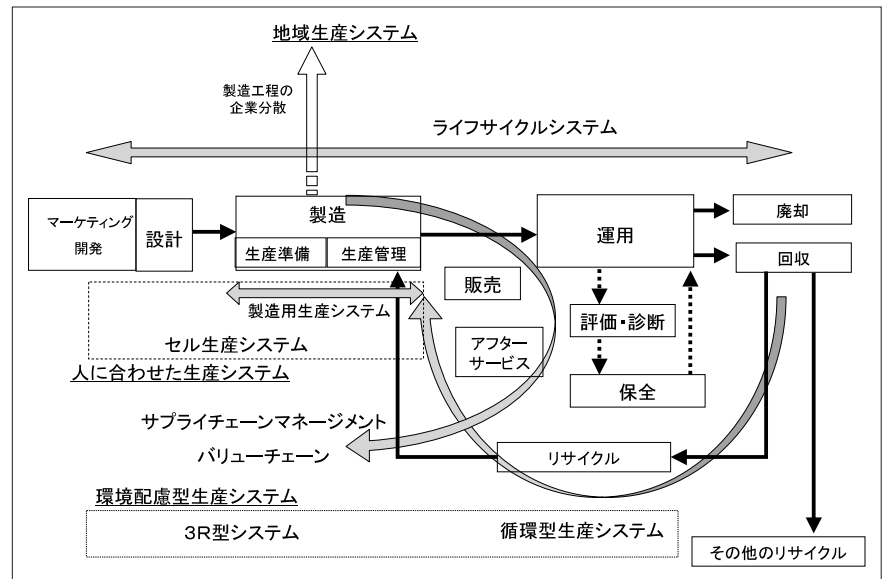 地域生産システム
製造工程の
企業分散
ライフサイクルシステム
マーケティング
開発
設計
製造
生産準備
生産管理
運用
廃却
回収
販売
製造用生産システム
評価・診断
セル生産システム
アフター
サービス
人に合わせた生産システム
保全
サプライチェーンマネージメント
バリューチェーン
リサイクル
環境配慮型生産システム
３R型システム
循環型生産システム
その他のリサイクル